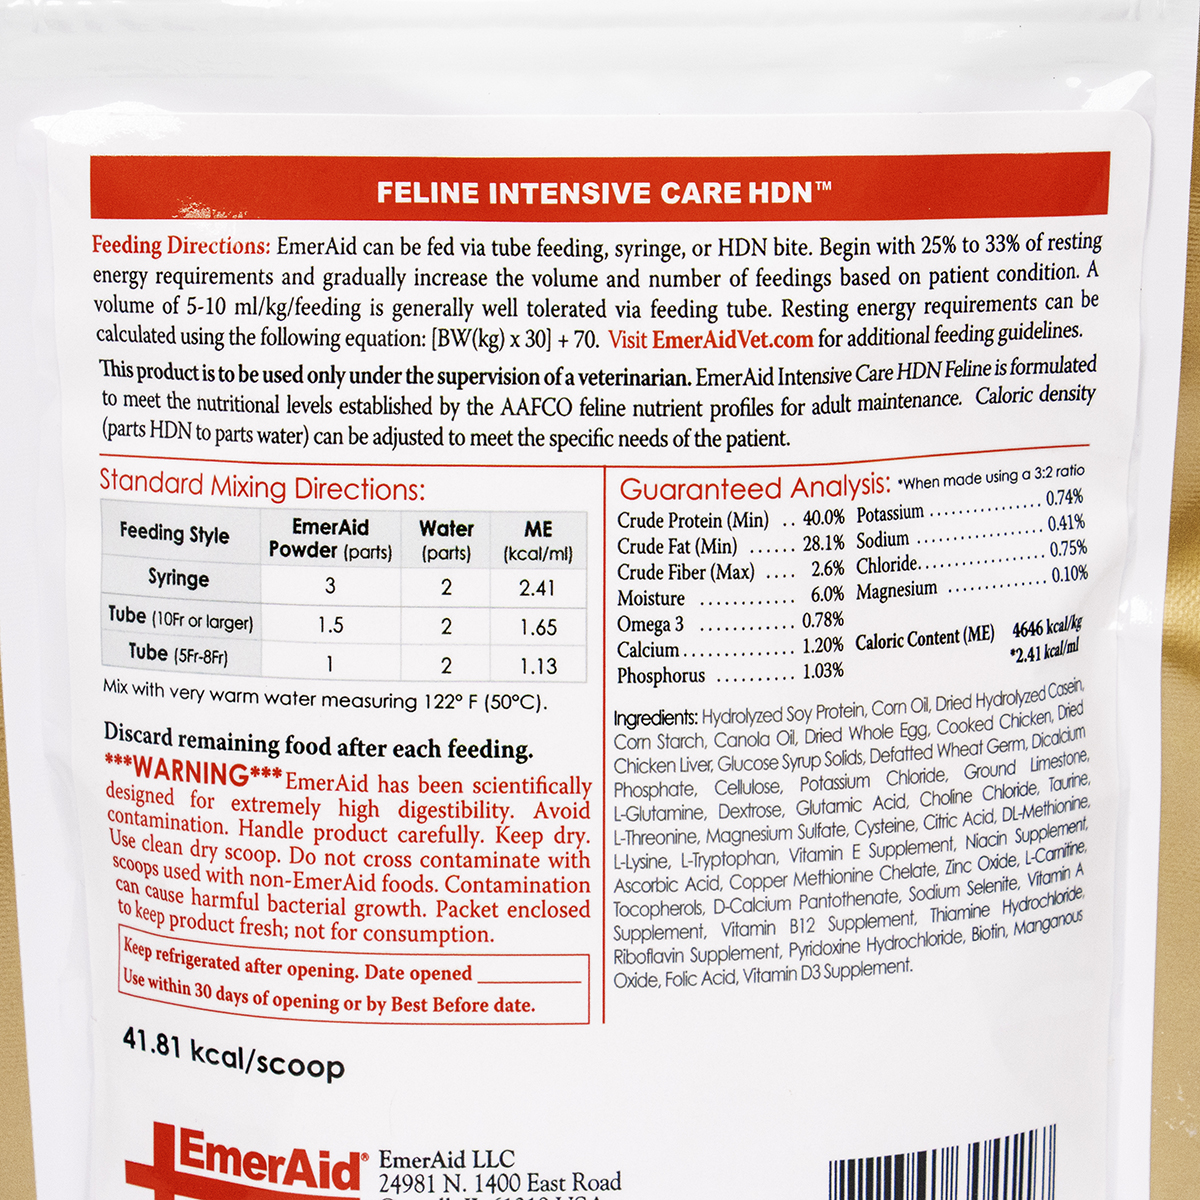 FELINE INTENSIVE CARE HDN™
Feeding Directions: EmerAid can be fed via tube feeding, syringe, or HDN bite. Begin with 25% to 33% of resting
energy requirements and gradually increase the volume and number of feedings based on patient condition. A
volume of 5-10 ml/kg/feeding is generally well tolerated via feeding tube. Resting energy requirements can be
calculated using the following equation: [BW(kg) x 30] + 70. Visit EmerAidVet.com for additional feeding guidelines.
This product is to be used only under the supervision of a veterinarian. EmerAid Intensive Care HDN Feline is formulated
to meet the nutritional levels established by the AAFCO feline nutrient profiles for adult maintenance. Caloric density
(parts HDN to parts water) can be adjusted to meet the specific needs of the patient.
Standard Mixing Directions:
Feeding Style EmerAid Powder (parts) Water (parts) ME (kcal/ml)
Syringe 3 2 2.41
Tube (10Fr or larger) 1.5 2 1.65
Tube (5Fr-8Fr) 1 2 1.13
Mix with very warm water measuring 122° F (50°C).
Discard remaining food after each feeding.
***WARNING*** EmerAid has been scientifically
designed for extremely high digestibility. Avoid
contamination. Handle product carefully. Keep dry.
Use clean dry scoop. Do not cross contaminate with
scoops used with non-EmerAid foods. Contamination
can cause harmful bacterial growth. Packet enclosed
to keep product fresh; not for consumption.
Keep refrigerated after opening. Date opened
Use within 30 days of opening or by Best Before date.
41.81 kcal/scoop
Guaranteed Analysis: *When made using a 3:2 ratio
Crude Protein (Min) .. 40.0%
Crude Fat (Min) ...... 28.1%
Crude Fiber (Max) .... 2.6%
Moisture ............ 6.0%
Omega 3 ............ 0.78%
Calcium .............. 1.20%
Phosphorus .......... 1.03%
Potassium ................ 0.74%
Sodium .................. 0.41%
Chloride.................. 0.75%
Magnesium ............. 0.10%
Caloric Content (ME) 4646 kcal/kg
*2.41 kcal/ml
Ingredients: Hydrolyzed Soy Protein, Corn Oil, Dried Hydrolyzed Casein,
Corn Starch, Canola Oil, Dried Whole Egg, Cooked Chicken, Dried
Chicken Liver, Glucose Syrup Solids, Defatted Wheat Germ, Dicalcium
Phosphate, Cellulose, Potassium Chloride, Ground Limestone,
L-Glutamine, Dextrose, Glutamic Acid, Choline Chloride, Taurine,
L-Threonine, Magnesium Sulfate, Cysteine, Citric Acid, DL-Methionine,
L-Lysine, L-Tryptophan, Vitamin E Supplement, Niacin Supplement,
Ascorbic Acid, Copper Methionine Chelate, Zinc Oxide, L-Carnitine,
Tocopherols, D-Calcium Pantothenate, Sodium Selenite, Vitamin A
Supplement, Vitamin B12 Supplement, Thiamine Hydrochloride,
Riboflavin Supplement, Pyridoxine Hydrochloride, Biotin, Manganous
Oxide, Folic Acid, Vitamin D3 Supplement.
EmerAid®
EmerAid LLC
24981 N. 1400 East Road